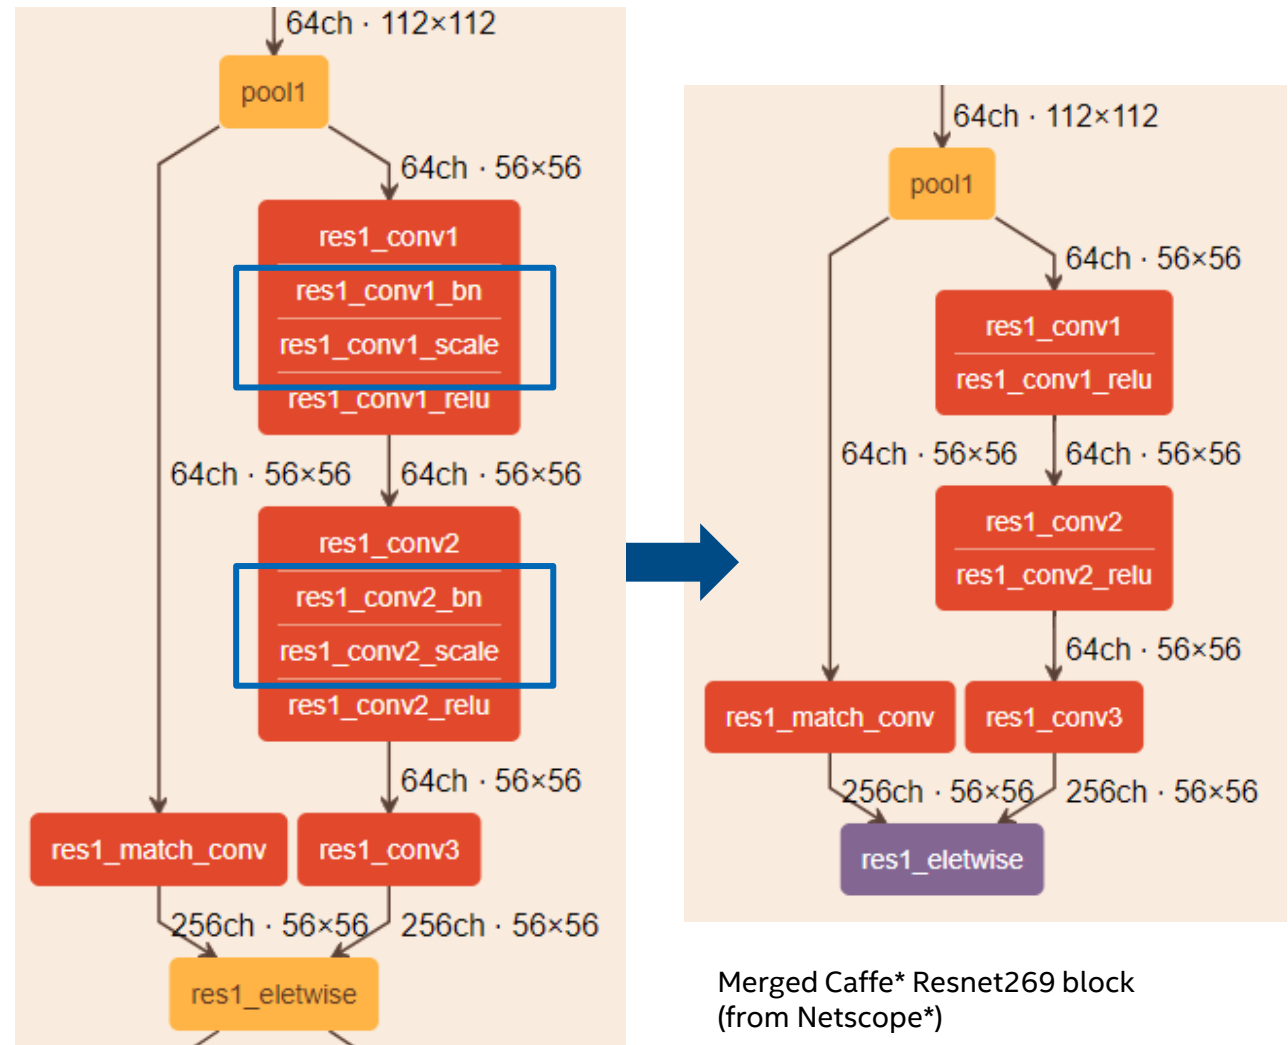 64ch · 112×112
pool1
64ch · 56×56
res1_conv1
res1_conv1_bn
res1_conv1_scale
res1_conv1_relu
64ch · 56×56
64ch · 56×56
res1_conv2
res1_conv2_bn
res1_conv2_scale
res1_conv2_relu
64ch · 56×56
res1_match_conv
res1_conv3
256ch · 56×56
256ch · 56×56
res1_eletwise
64ch · 112×112
pool1
64ch · 56×56
res1_conv1
res1_conv1_relu
64ch · 56×56
64ch · 56×56
res1_conv2
res1_conv2_relu
64ch · 56×56
res1_match_conv
res1_conv3
256ch · 56×56
256ch · 56×56
res1_eletwise
Merged Caffe* Resnet269 block
(from Netscope*)